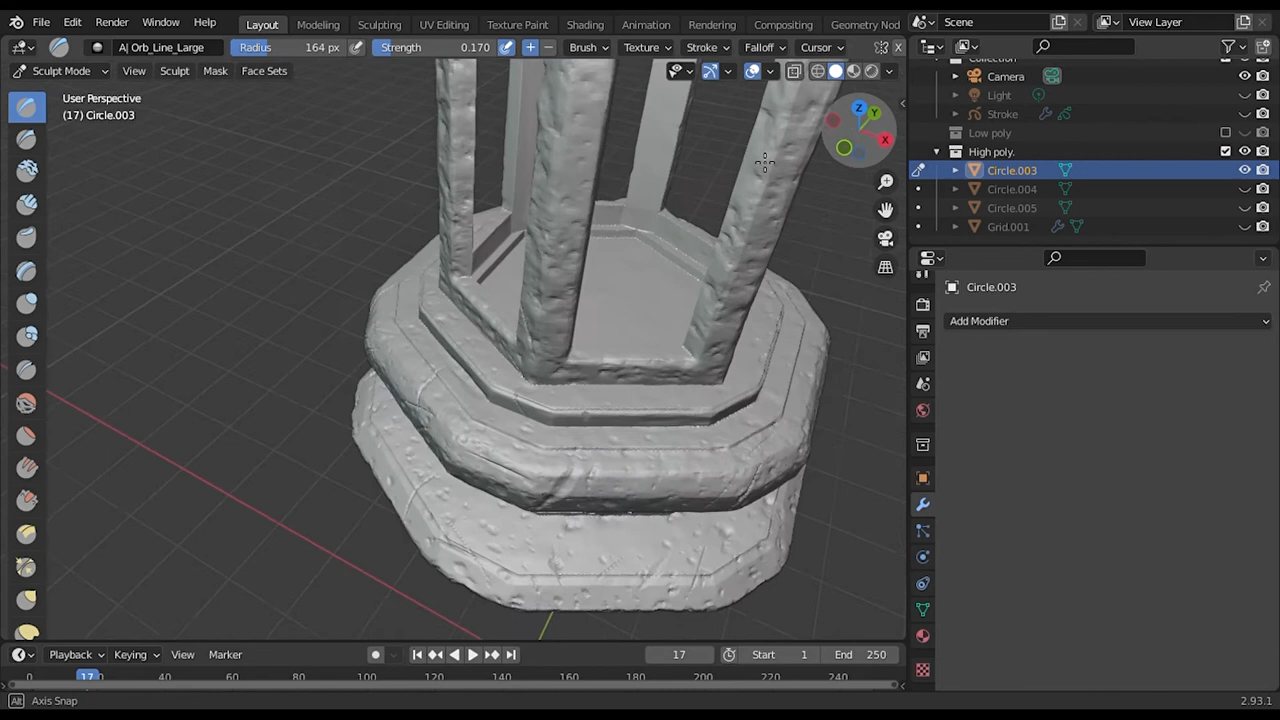 File Edit Render Window Help Layout Modeling Sculpting UV Editing Texture Paint Shading Animation Rendering Compositing Geometry Nod Scene View Layer
A| Orb_Line_Large Radius 164 px Strength 0.170 Brush Texture Stroke Falloff Cursor
Sculpt Mode View Sculpt Mask Face Sets
User Perspective
(17) Circle.003
Z
Y
X
Camera
Light
Stroke
Low poly
High poly.
Circle.003
Circle.004
Circle.005
Grid.001
Circle.003
Add Modifier
Playback Keying View Marker 17 Start 1 End 250
0 17 40 60 80 100 120 140 160 180 200 220 240
Alt Axis Snap 2.93.1